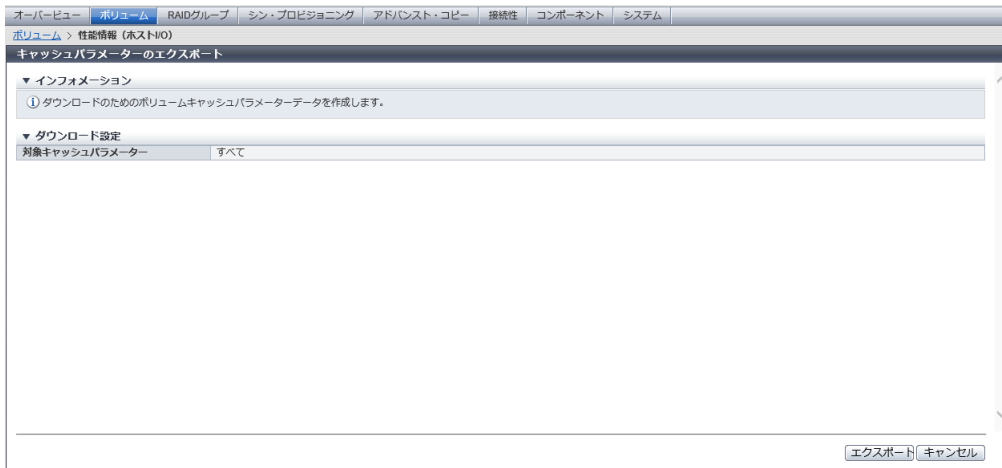 オーバービュー ボリューム RAIDグループ シン・プロビジョニング アドバンスト・コピー 接続性 コンポーネント システム
ボリューム > 性能情報 (ホストI/O)
キャッシュパラメーターのエクスポート
▼ インフォメーション
ダウンロードのためのボリュームキャッシュパラメーターデータを作成します。
▼ ダウンロード設定
対象キャッシュパラメーター すべて
エクスポート キャンセル